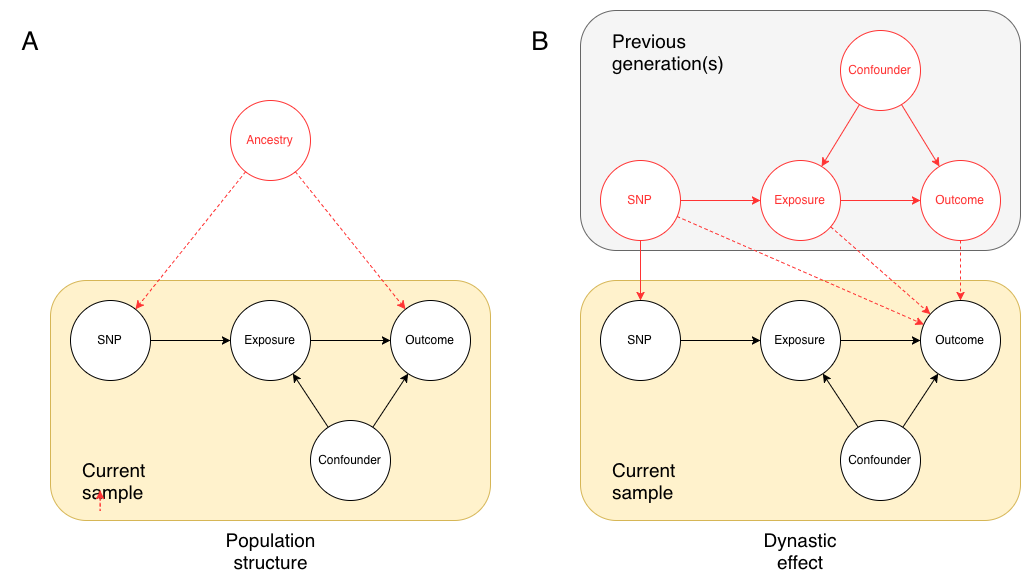 A
Ancestry
SNP
Exposure
Outcome
Confounder
Current
sample
Population
structure
B
Previous
generation(s)
Confounder
SNP
Exposure
Outcome
SNP
Exposure
Outcome
Confounder
Current
sample
Dynastic
effect